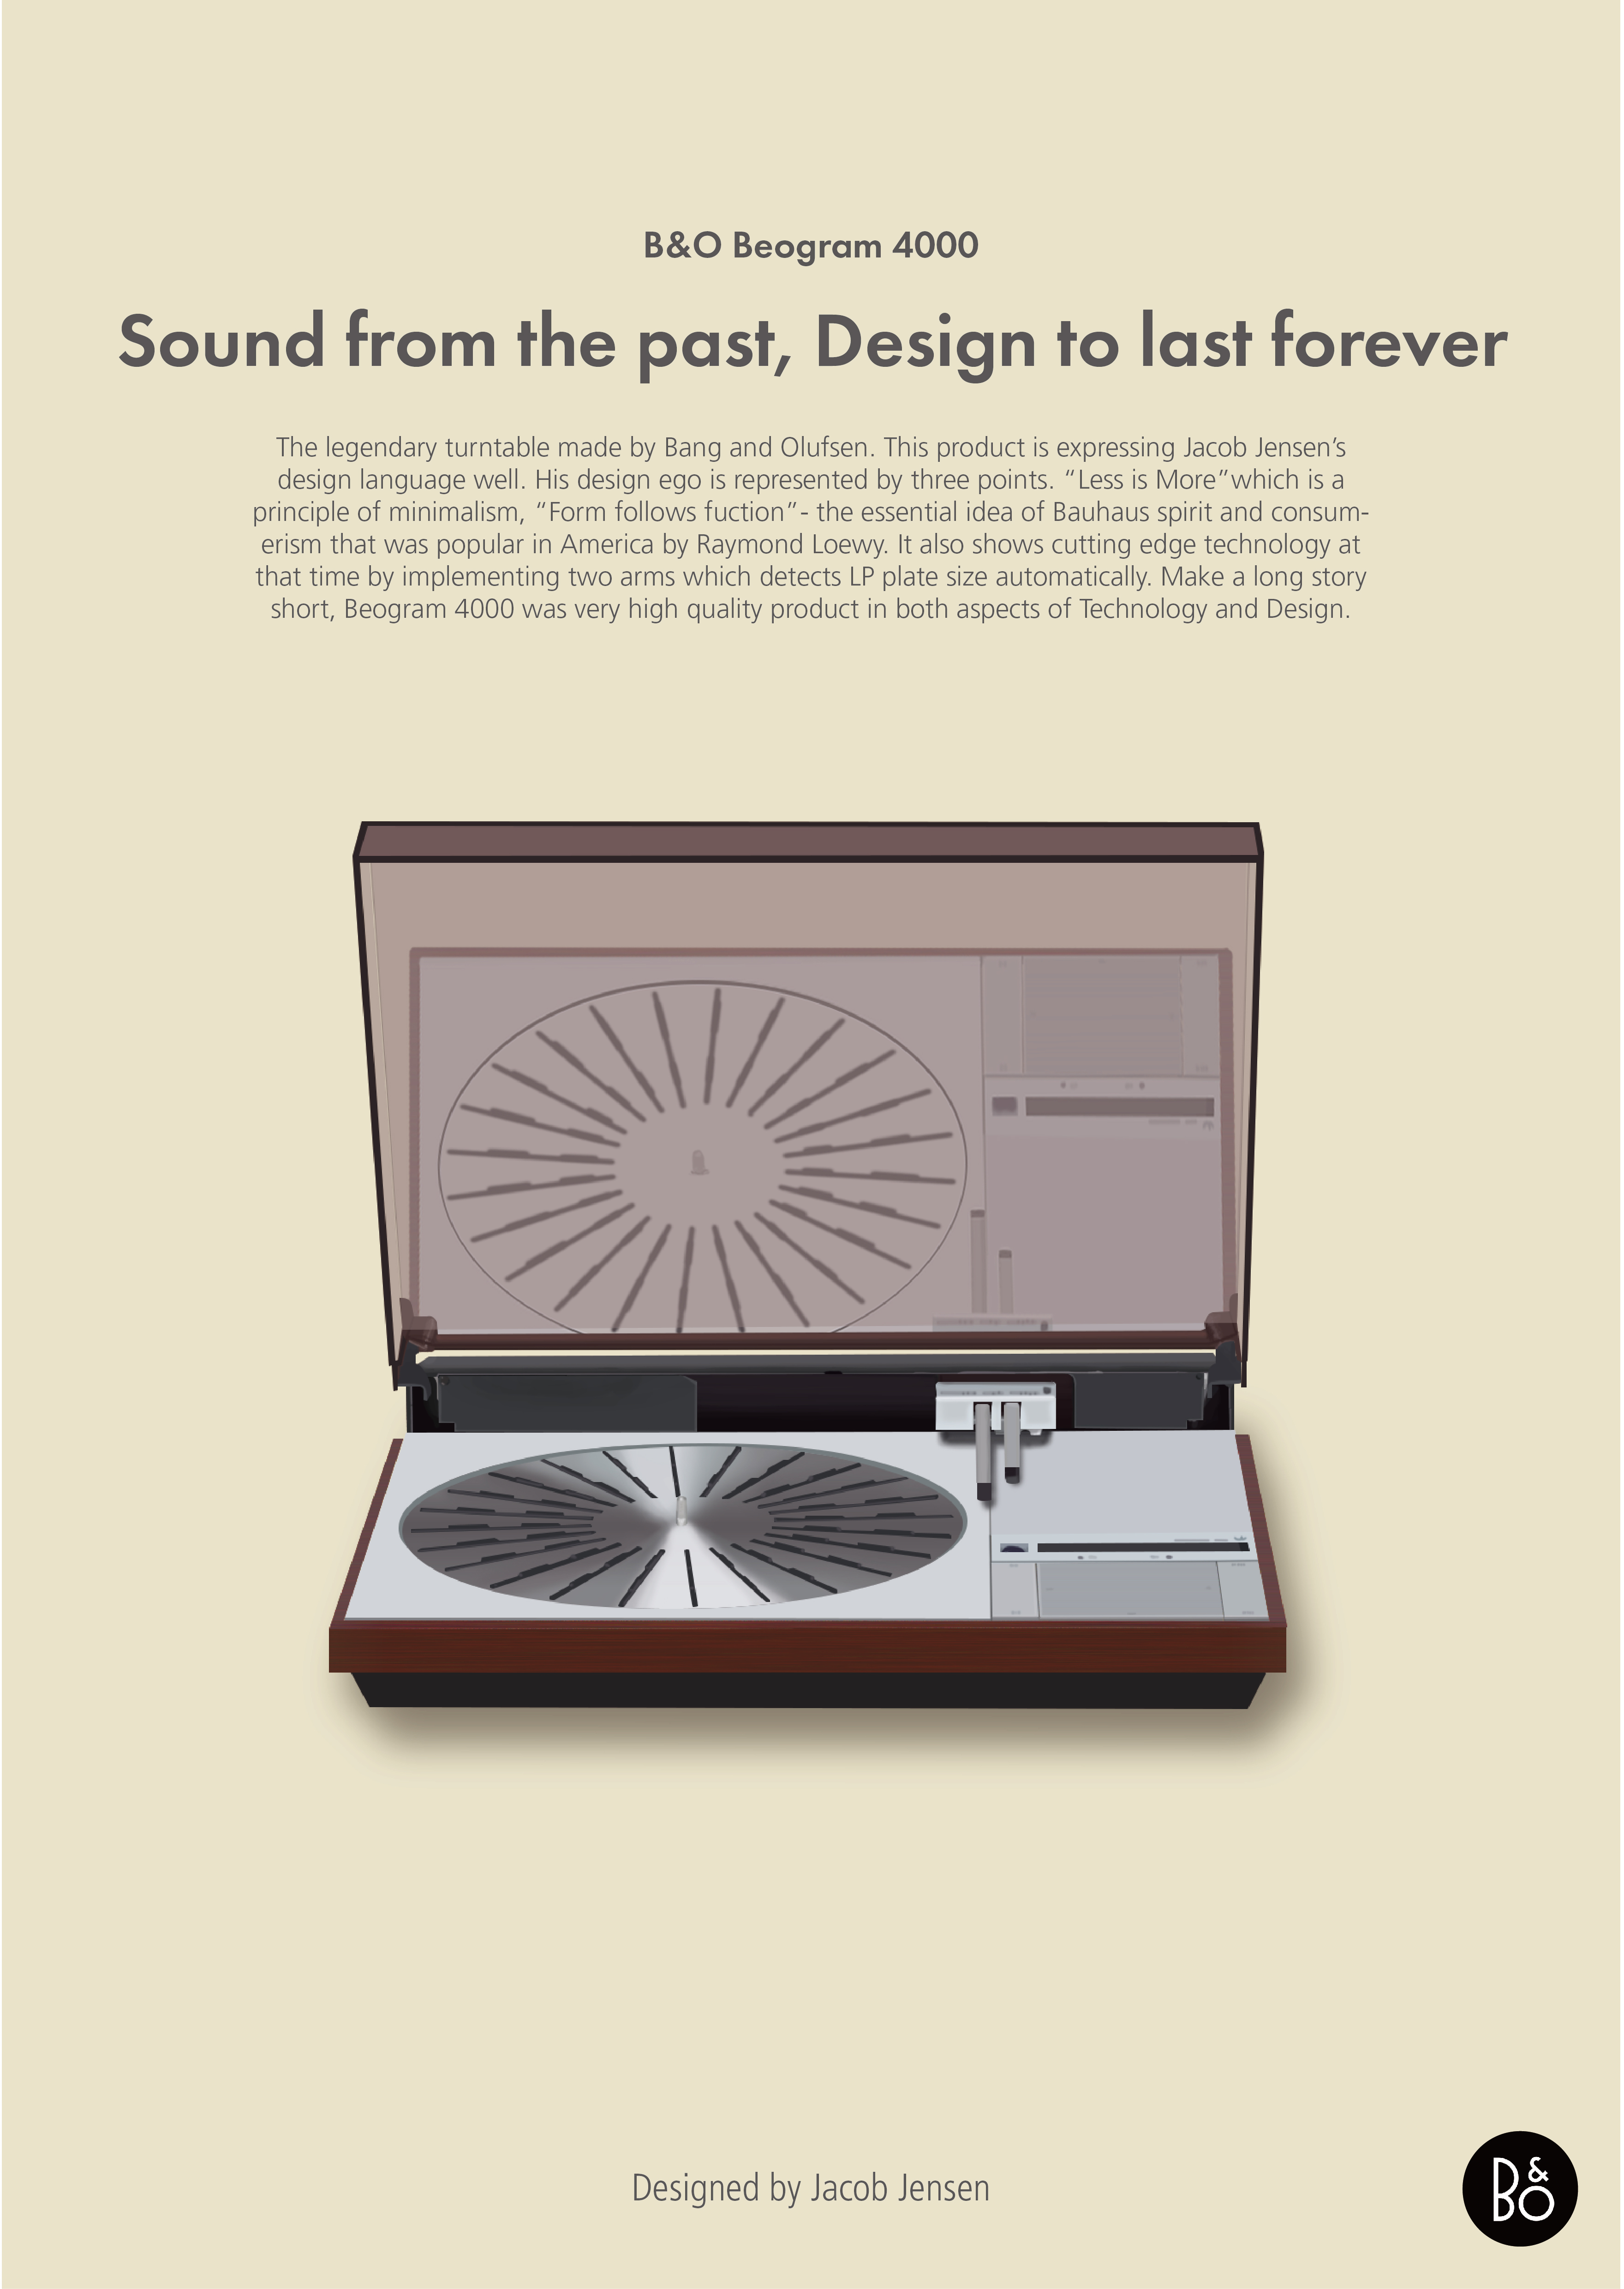 B&O Beogram 4000
Sound from the past, Design to last forever
The legendary turntable made by Bang and Olufsen. This product is expressing Jacob Jensen’s
design language well. His design ego is represented by three points. “Less is More”which is a
principle of minimalism, “Form follows fuction”- the essential idea of Bauhaus spirit and consum-
erism that was popular in America by Raymond Loewy. It also shows cutting edge technology at
that time by implementing two arms which detects LP plate size automatically. Make a long story
short, Beogram 4000 was very high quality product in both aspects of Technology and Design.
Designed by Jacob Jensen
B&O